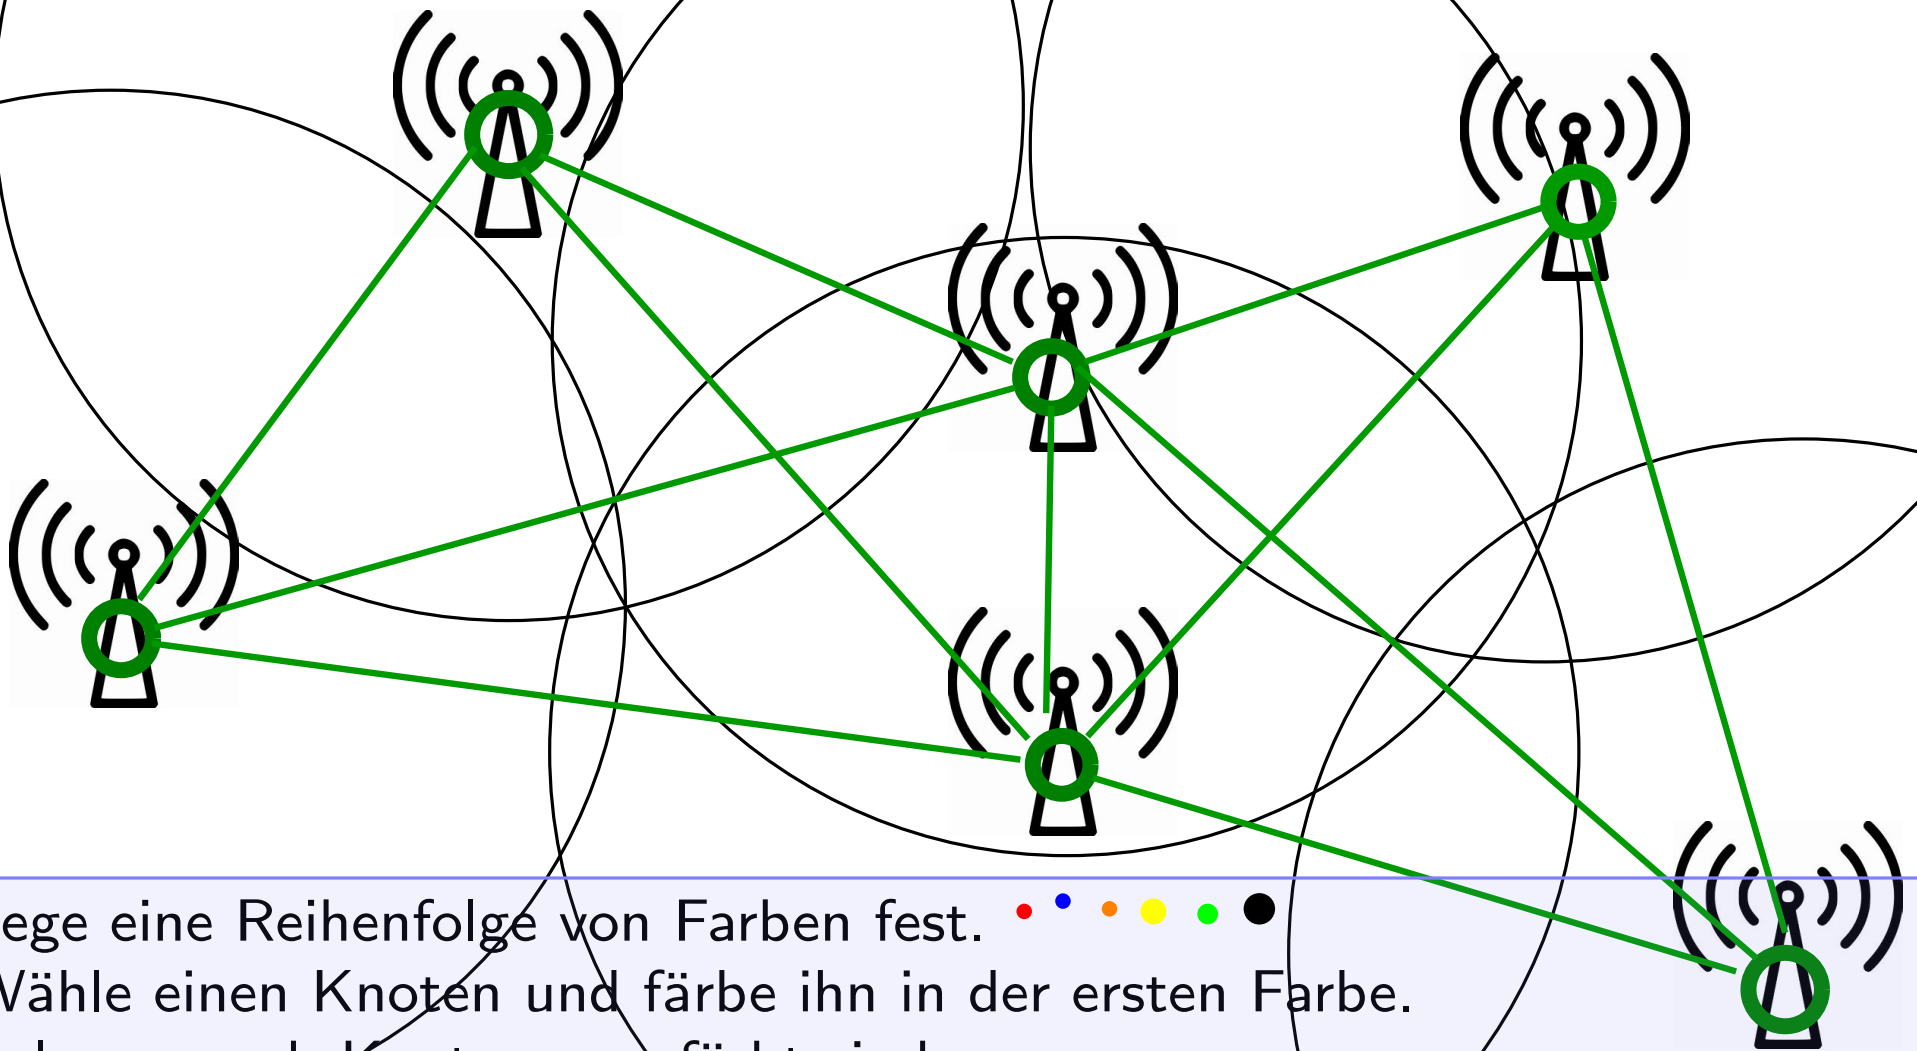 ege eine Reihenfolge von Farben fest.
Wähle einen Knoten und färbe ihn in der ersten Farbe.